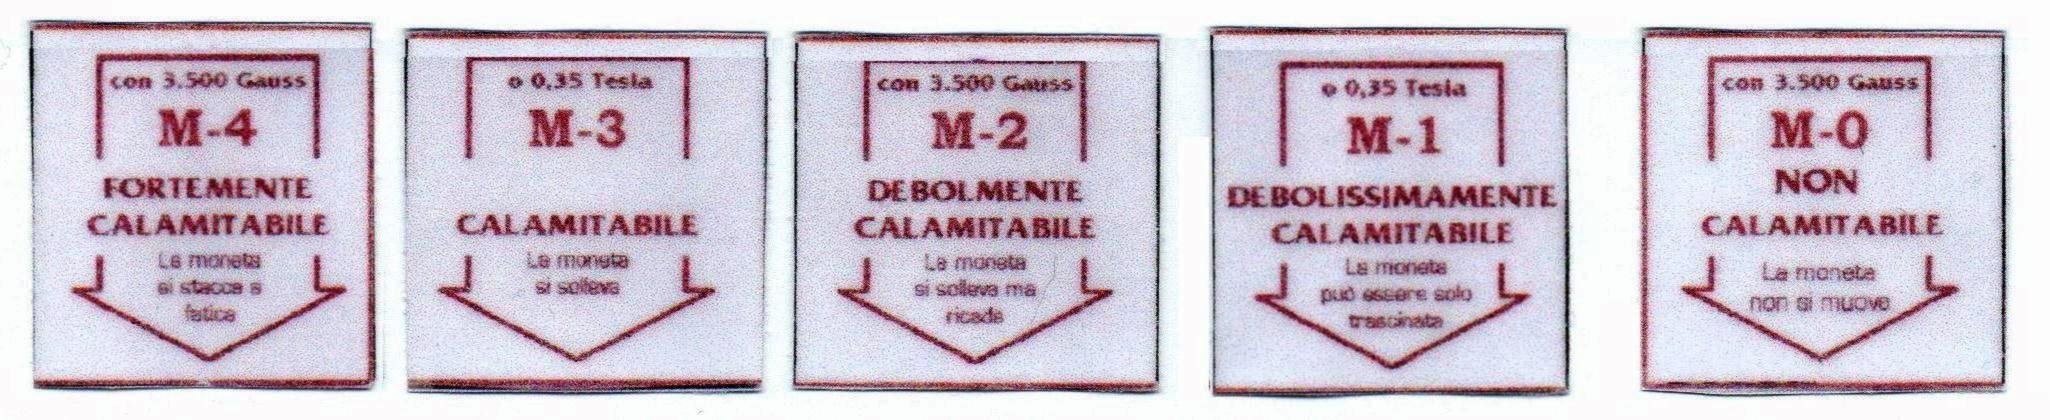 con 3.500 Gauss
M-4
FORTEMENTE
CALAMITABILE
La moneta
si stacca a
fatica
o 0,35 Tesla
M-3
CALAMITABILE
La moneta
si solleva
con 3.500 Gauss
M-2
DEBOLMENTE
CALAMITABILE
La moneta
si solleva ma
ricade
o 0,35 Tesla
M-1
DEBOLISSIMAMENTE
CALAMITABILE
La moneta
può essere solo
trascinata
con 3.500 Gauss
M-0
NON
CALAMITABILE
La moneta
non si muove